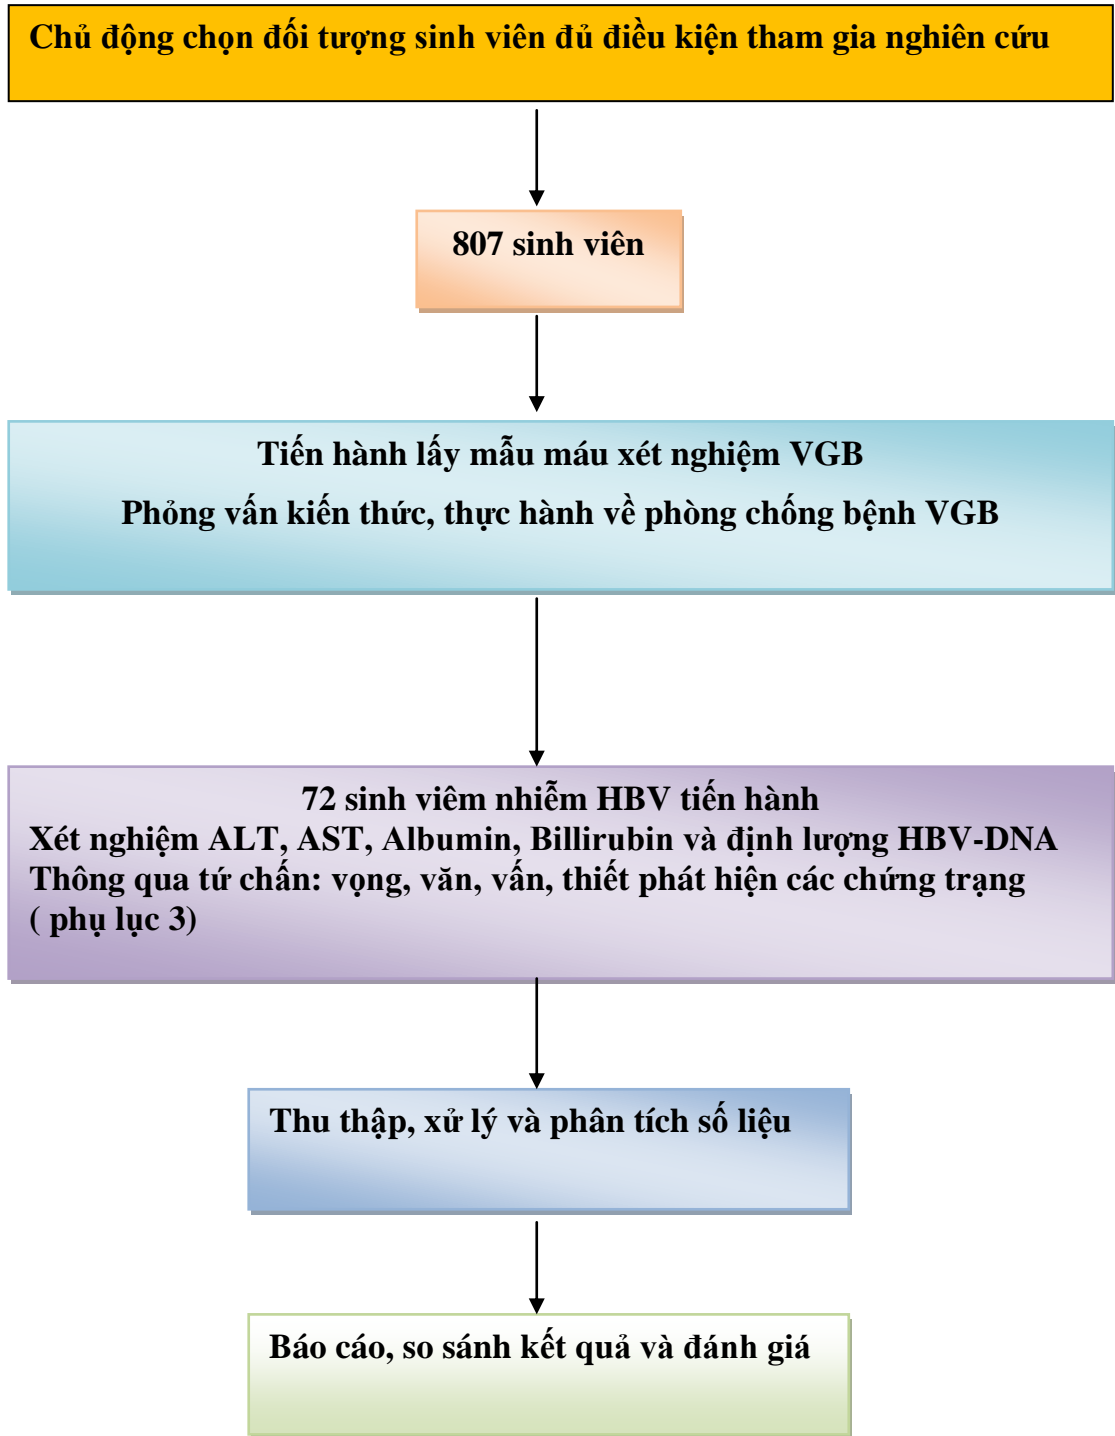 Chủ động chọn đối tượng sinh viên đủ điều kiện tham gia nghiên cứu
807 sinh viên
Tiến hành lấy mẫu máu xét nghiệm VGB
Phỏng vấn kiến thức, thực hành về phòng chống bệnh VGB
72 sinh viêm nhiễm HBV tiến hành
Xét nghiệm ALT, AST, Albumin, Billirubin và định lượng HBV-DNA
Thông qua tứ chẩn: vọng, văn, vấn, thiết phát hiện các chứng trạng
( phụ lục 3)
Thu thập, xử lý và phân tích số liệu
Báo cáo, so sánh kết quả và đánh giá